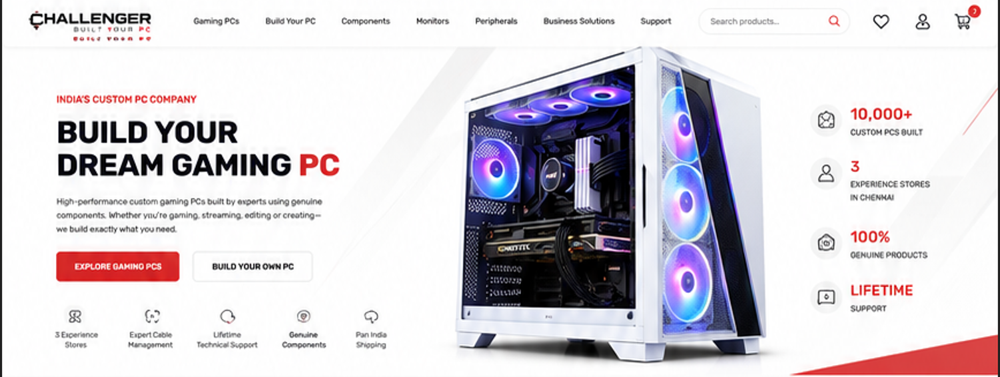 CHALLENGER
BUILT YOUR PC
Gaming PCs
Build Your PC
Components
Monitors
Peripherals
Business Solutions
Support
Search products...
INDIA'S CUSTOM PC COMPANY
BUILD YOUR
DREAM GAMING PC
High-performance custom gaming PCs built by experts using genuine
components. Whether you're gaming, streaming, editing or creating—
we build exactly what you need.
EXPLORE GAMING PCS
BUILD YOUR OWN PC
3 Experience
Stores
Expert Cable
Management
Lifetime
Technical Support
Genuine
Components
Pan India
Shipping
10,000+
CUSTOM PCS BUILT
3
EXPERIENCE STORES
IN CHENNAI
100%
GENUINE PRODUCTS
LIFETIME
SUPPORT